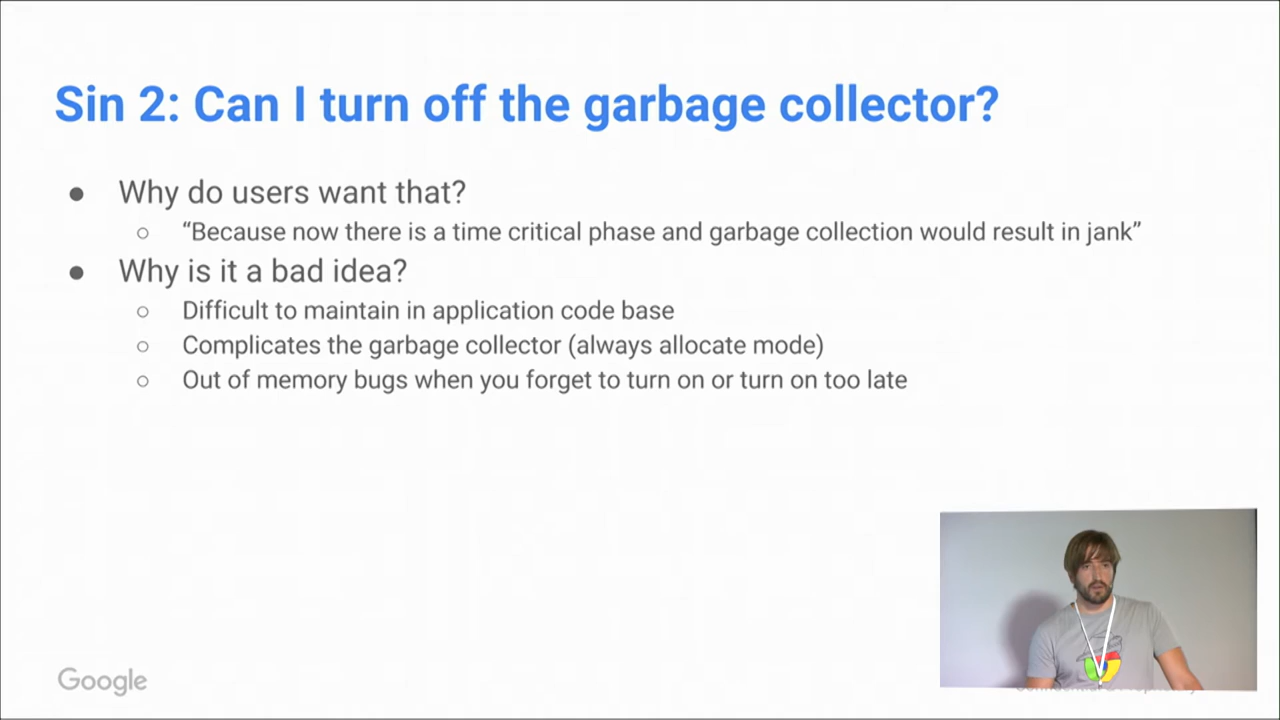 Sin 2: Can I turn off the garbage collector?
● Why do users want that?
○ “Because now there is a time critical phase and garbage collection would result in jank”
● Why is it a bad idea?
○ Difficult to maintain in application code base
○ Complicates the garbage collector (always allocate mode)
○ Out of memory bugs when you forget to turn on or turn on too late
Google